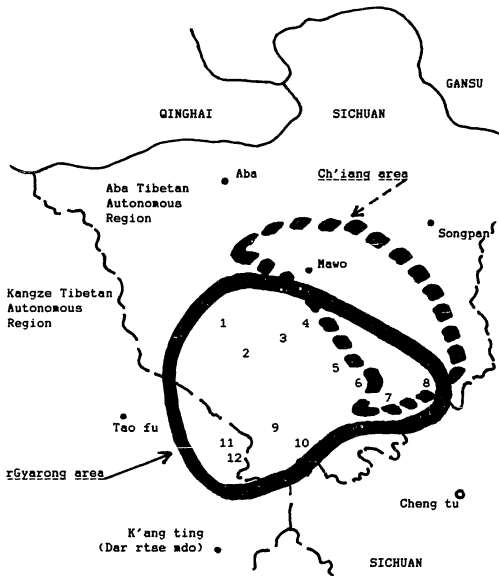 GANSU
QINGHAI
SICHUAN
Aba
Ch'iang area
Aba Tibetan
Autonomous
Region
Songpan
Mawo
Kangze Tibetan
Autonomous
Region
1
4
3
2
5
6
8
7
Tao fu
9
11
10
12
rGyarong area
Cheng tu
K'ang ting
(Dar rtse mdo)
SICHUAN